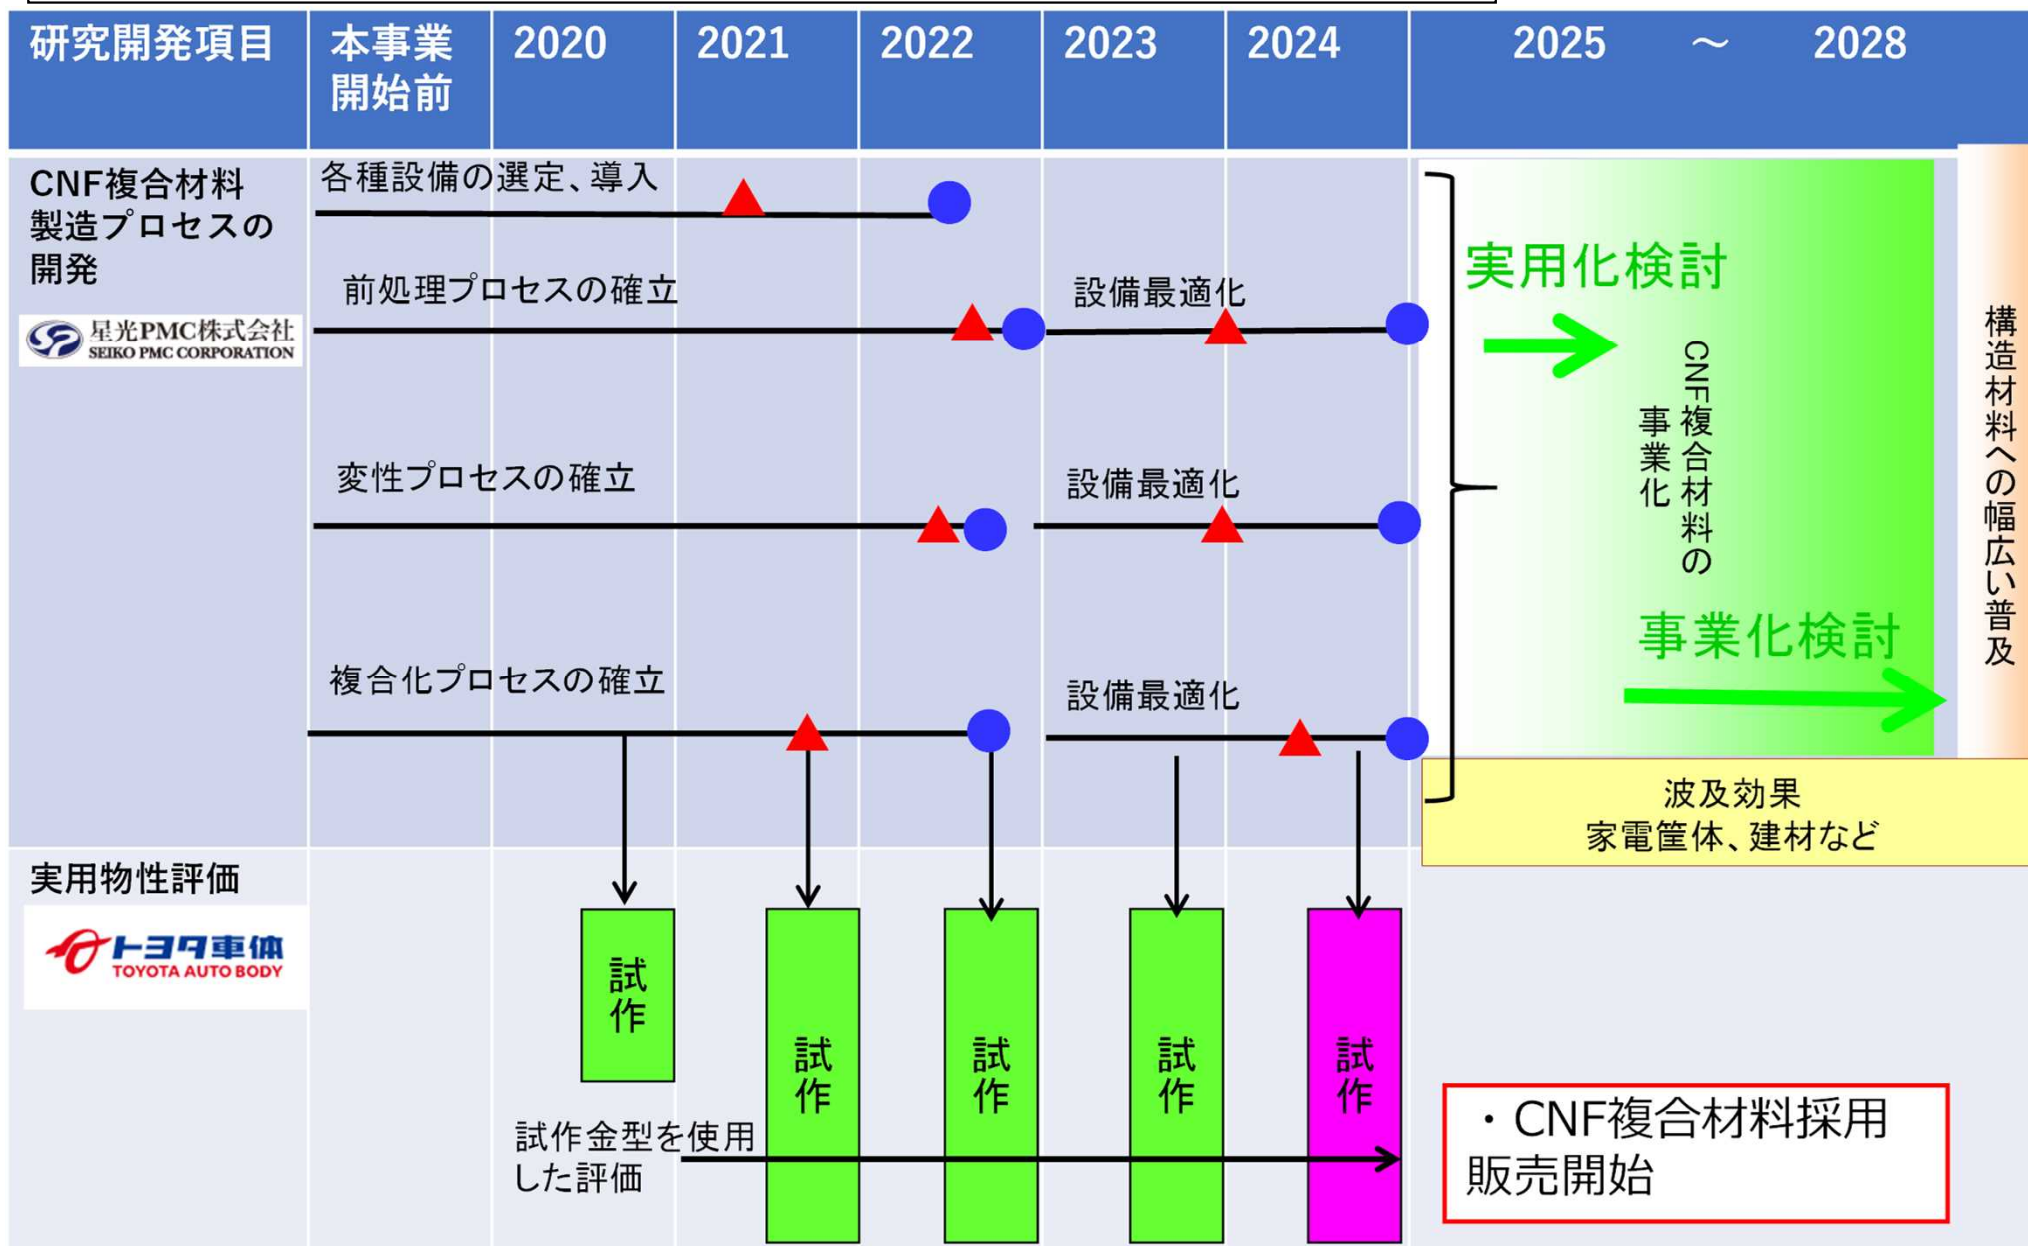 研究開発項目
本事業
開始前
2020
2021
2022
2023
2024
2025 ～ 2028
CNF複合材料
製造プロセスの
開発
星光PMC株式会社
SEIKO PMC CORPORATION
各種設備の選定、導入
前処理プロセスの確立
設備最適化
変性プロセスの確立
設備最適化
複合化プロセスの確立
設備最適化
実用化検討
CNF複合材料の
事業化
事業化検討
構造材料への幅広い普及
波及効果
家電筐体、建材など
実用物性評価
トヨタ車体
TOYOTA AUTO BODY
試作
試作
試作
試作
試作
試作金型を使用
した評価
・CNF複合材料採用
販売開始